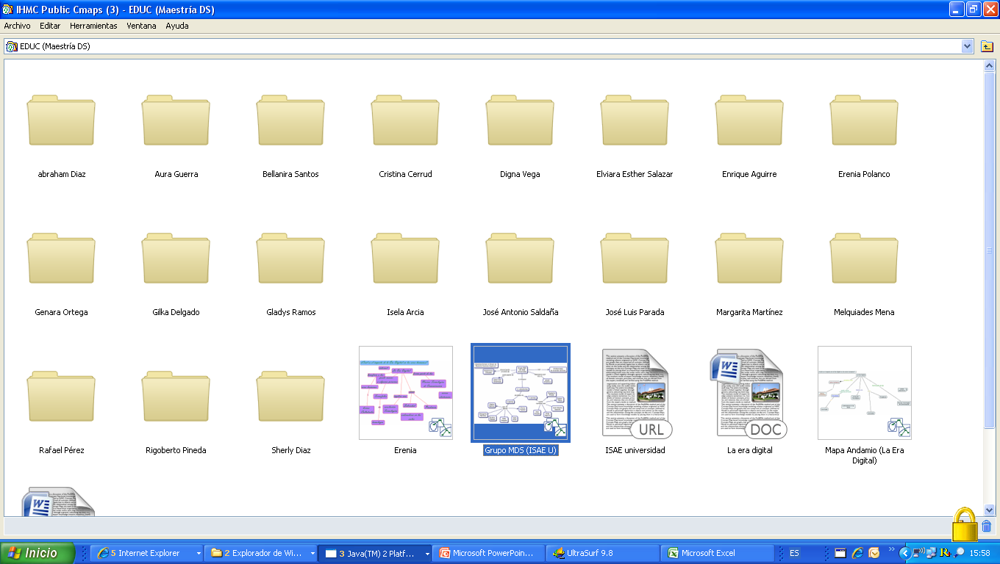 IHMC Public Cmaps (3) - EDUC (Maestría DS)
Archivo Editar Herramientas Ventana Ayuda
EDUC (Maestría DS)
abraham Diaz
Aura Guerra
Bellanira Santos
Cristina Cerrud
Digna Vega
Elviara Esther Salazar
Enrique Aguirre
Erenia Polanco
Genara Ortega
Gilka Delgado
Gladys Ramos
Isela Arcia
José Antonio Saldaña
José Luis Parada
Margarita Martínez
Melquiades Mena
URL
DOC
Rafael Pérez
Rigoberto Pineda
Sherly Diaz
Erenia
Grupo MDS (ISAE U)
ISAE universidad
La era digital
Mapa Andamio (La Era
Digital)
Inicio
5 Internet Explorer
2 Explorador de Wi...
3 Java(TM) 2 Platf...
Microsoft PowerPoin...
UltraSurf 9.8
Microsoft Excel
ES
15:58